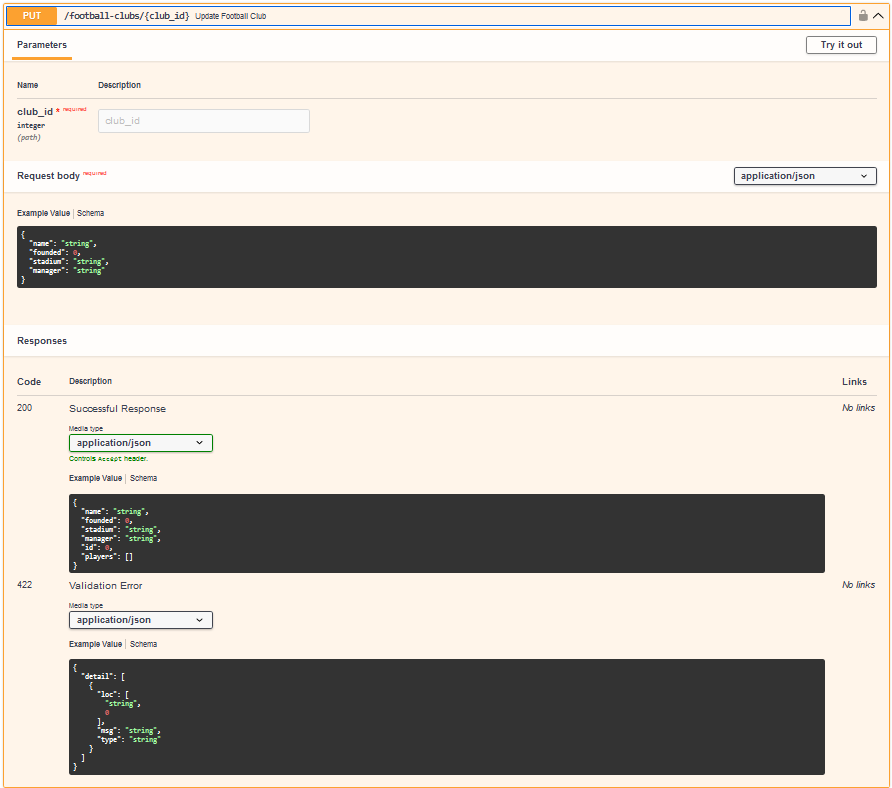 PUT /football-clubs/{club_id} Update Football Club
Parameters
Try it out
Name Description
club_id * required
integer
(path)
club_id
Request body required
application/json
Example Value | Schema
{
  "name": "string",
  "founded": 0,
  "stadium": "string",
  "manager": "string"
}
Responses
Code Description Links
200 Successful Response No links
Media type
application/json
Controls Accept header.
Example Value | Schema
{
  "name": "string",
  "founded": 0,
  "stadium": "string",
  "manager": "string",
  "id": 0,
  "players": []
}
422 Validation Error No links
Media type
application/json
Example Value | Schema
{
  "detail": [
    {
      "loc": [
        "string",
        0
      ],
      "msg": "string",
      "type": "string"
    }
  ]
}